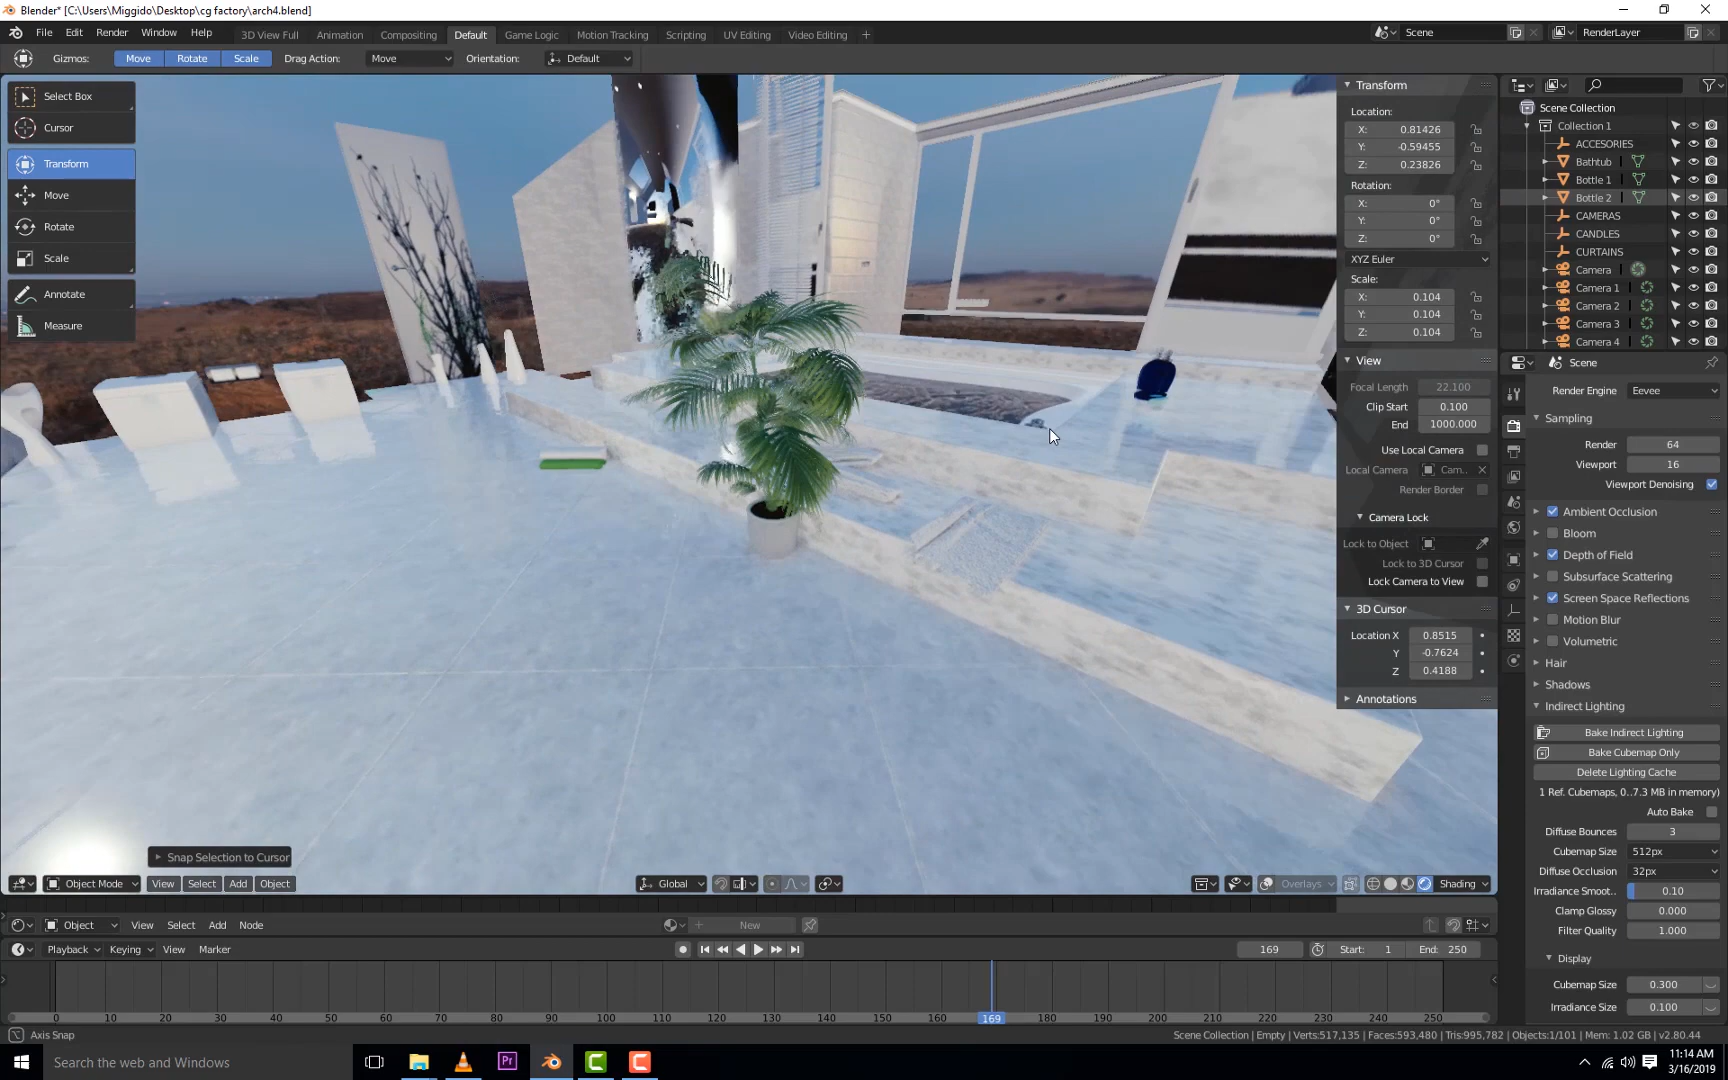 Blender* [C:\Users\Miggido\Desktop\cg factory\arch4.blend]
File Edit Render Window Help
3D View Full Animation Compositing Default Game Logic Motion Tracking Scripting UV Editing Video Editing +
Scene RenderLayer
Gizmos: Move Rotate Scale Drag Action: Move Orientation: Default
Select Box
Cursor
Transform
Move
Rotate
Scale
Annotate
Measure
Transform
Location:
X: 0.81426
Y: -0.59455
Z: 0.23826
Rotation:
X: 0°
Y: 0°
Z: 0°
XYZ Euler
Scale:
X: 0.104
Y: 0.104
Z: 0.104
View
Focal Length 22.100
Clip Start 0.100
End 1000.000
Use Local Camera
Local Camera Cam..
Render Border
Camera Lock
Lock to Object
Lock to 3D Cursor
Lock Camera to View
3D Cursor
Location X 0.8515
Y -0.7624
Z 0.4188
Annotations
Scene Collection
Collection 1
ACCESORIES
Bathtub
Bottle 1
Bottle 2
CAMERAS
CANDLES
CURTAINS
Camera
Camera 1
Camera 2
Camera 3
Camera 4
Scene
Render Engine Eevee
Sampling
Render 64
Viewport 16
Viewport Denoising
Ambient Occlusion
Bloom
Depth of Field
Subsurface Scattering
Screen Space Reflections
Motion Blur
Volumetric
Hair
Shadows
Indirect Lighting
Bake Indirect Lighting
Bake Cubemap Only
Delete Lighting Cache
1 Ref. Cubemaps, 0..7.3 MB in memory)
Auto Bake
Diffuse Bounces 3
Cubemap Size 512px
Diffuse Occlusion 32px
Irradiance Smoot.. 0.10
Clamp Glossy 0.000
Filter Quality 1.000
Display
Cubemap Size 0.300
Irradiance Size 0.100
Snap Selection to Cursor
Object Mode View Select Add Object Global Overlays Shading
Object View Select Add Node New
Playback Keying View Marker 169 Start: 1 End: 250
0 10 20 30 40 50 60 70 80 90 100 110 120 130 140 150 160 169 180 190 200 210 220 230 240 250
Axis Snap
Scene Collection | Empty | Verts:517,135 | Faces:593,480 | Tris:995,782 | Objects:1/101 | Mem: 1.02 GB | v2.80.44
Search the web and Windows
Pr
11:14 AM
3/16/2019